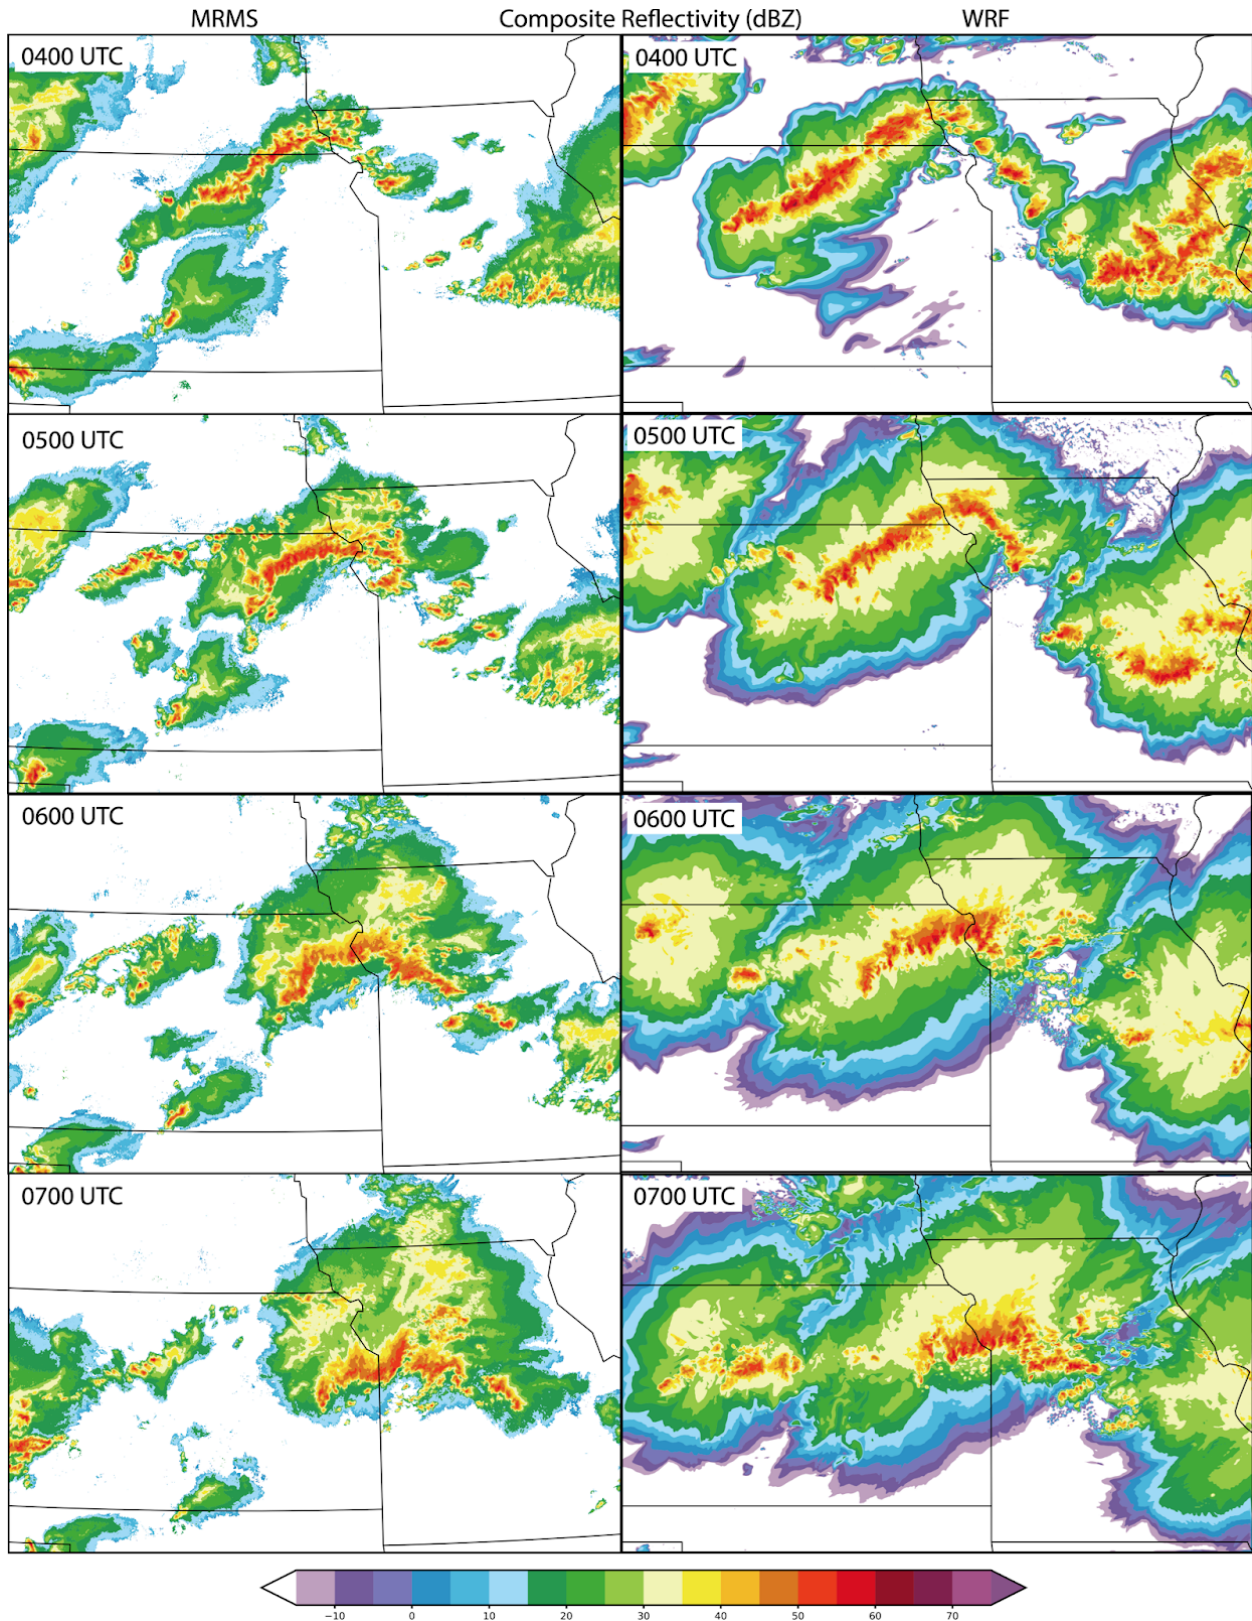 MRMS Composite Reflectivity (dBZ) WRF
0400 UTC 0400 UTC
0500 UTC 0500 UTC
0600 UTC 0600 UTC
0700 UTC 0700 UTC
−10 0 10 20 30 40 50 60 70